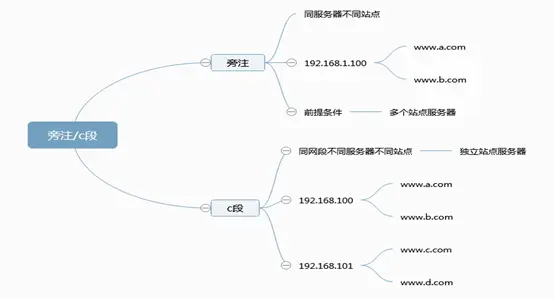 旁注/c段
旁注
同服务器不同站点
192.168.1.100
www.a.com
www.b.com
前提条件
多个站点服务器
c段
同网段不同服务器不同站点
独立站点服务器
192.168.100
www.a.com
www.b.com
192.168.101
www.c.com
www.d.com